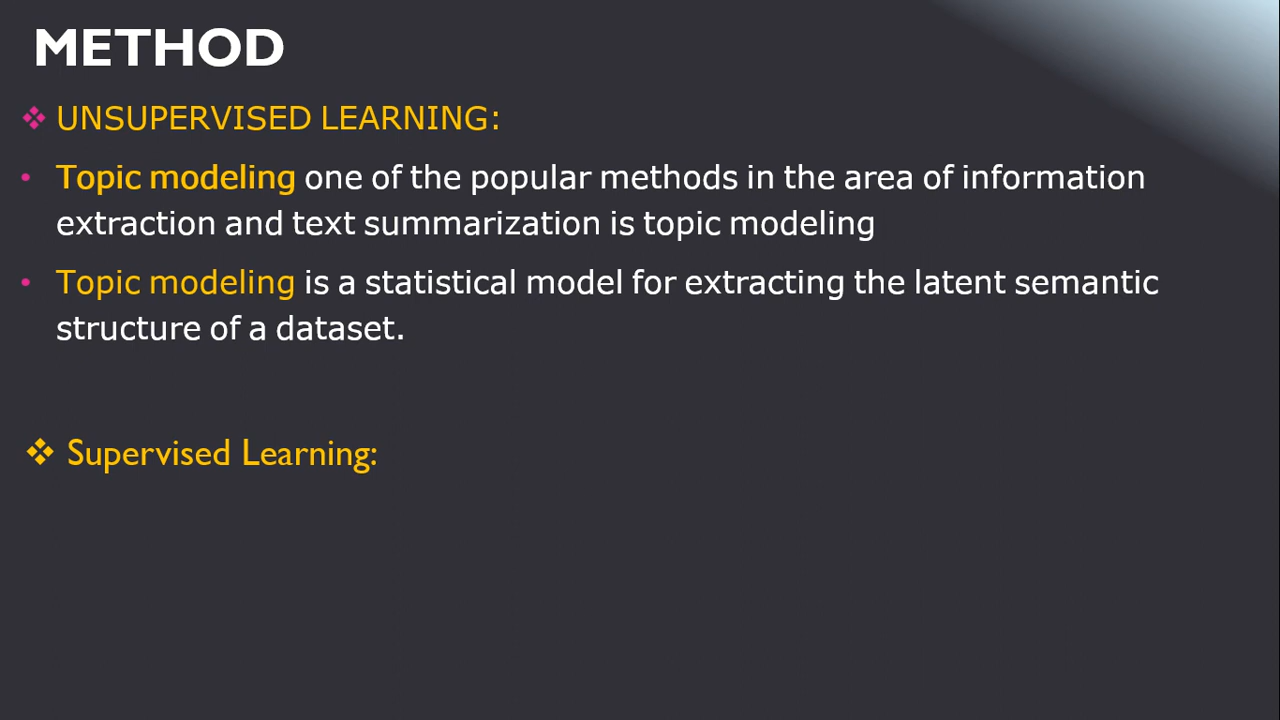 METHOD
UNSUPERVISED LEARNING:
Topic modeling one of the popular methods in the area of information
extraction and text summarization is topic modeling
Topic modeling is a statistical model for extracting the latent semantic
structure of a dataset.
Supervised Learning: